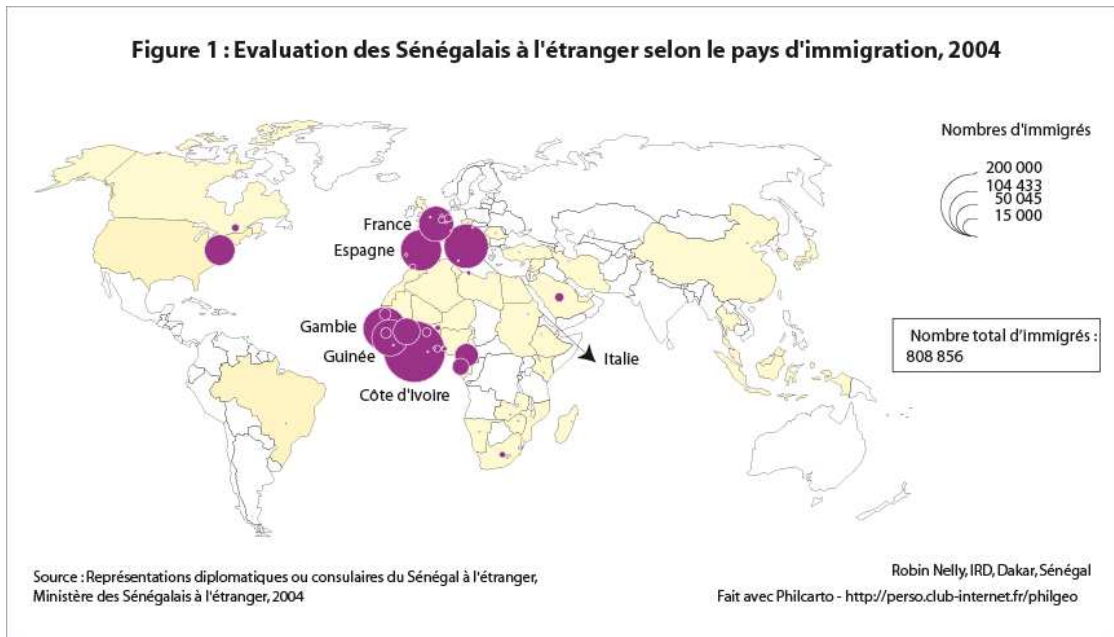 Figure 1 : Evaluation des Sénégalais à l'étranger selon le pays d'immigration, 2004
Nombres d'immigrés
200 000
104 433
50 045
15 000
France
Espagne
Gambie
Guinée
Côte d'Ivoire
Italie
Nombre total d'immigrés :
808 856
Source : Représentations diplomatiques ou consulaires du Sénégal à l'étranger,
Ministère des Sénégalais à l'étranger, 2004
Robin Nelly, IRD, Dakar, Sénégal
Fait avec Philcarto - http://perso.club-internet.fr/philgeo